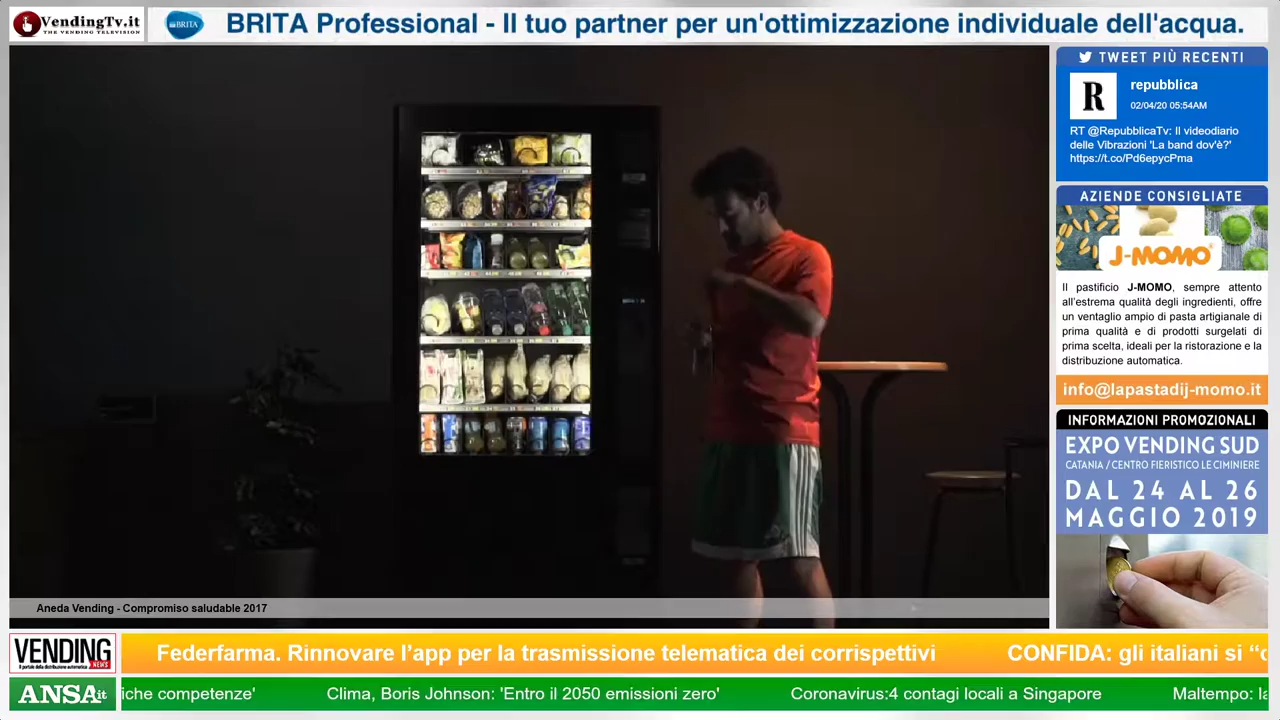 VendingTv.it
THE VENDING TELEVISION
BRITA
BRITA Professional - Il tuo partner per un'ottimizzazione individuale dell'acqua.
TWEET PIÙ RECENTI
R
repubblica
02/04/20 05:54AM
RT @RepubblicaTv: Il videodiario
delle Vibrazioni 'La band dov'è?'
https://t.co/Pd6epycPma
AZIENDE CONSIGLIATE
J-MOMO
Il pastificio J-MOMO, sempre attento
all'estrema qualità degli ingredienti, offre
un ventaglio ampio di pasta artigianale di
prima qualità e di prodotti surgelati di
prima scelta, ideali per la ristorazione e la
distribuzione automatica.
info@lapastadij-momo.it
INFORMAZIONI PROMOZIONALI
EXPO VENDING SUD
CATANIA / CENTRO FIERISTICO LE CIMINIERE
DAL 24 AL 26
MAGGIO 2019
Aneda Vending - Compromiso saludable 2017
VENDING
Il portale della distribuzione automatica NEWS
Federfarma. Rinnovare l'app per la trasmissione telematica dei corrispettivi CONFIDA: gli italiani si “
ANSA.it
iche competenze' Clima, Boris Johnson: 'Entro il 2050 emissioni zero' Coronavirus:4 contagi locali a Singapore Maltempo: la